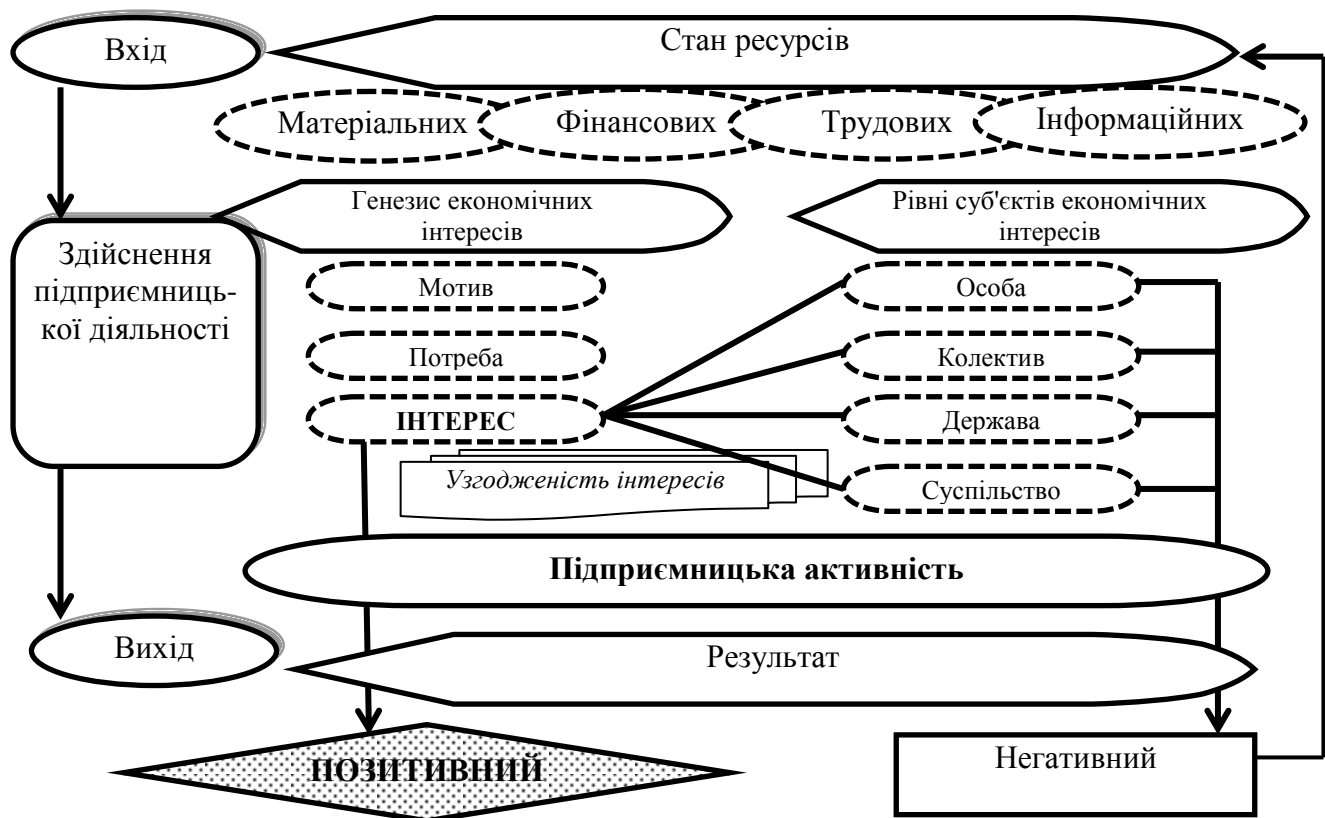 Вхід
Стан ресурсів
Матеріальних
Фінансових
Трудових
Інформаційних
Генезис економічних
інтересів
Рівні суб'єктів економічних
інтересів
Здійснення
підприємниць-
кої діяльності
Мотив
Особа
Потреба
Колектив
ІНТЕРЕС
Держава
Узгодженість інтересів
Суспільство
Підприємницька активність
Вихід
Результат
ПОЗИТИВНИЙ
Негативний